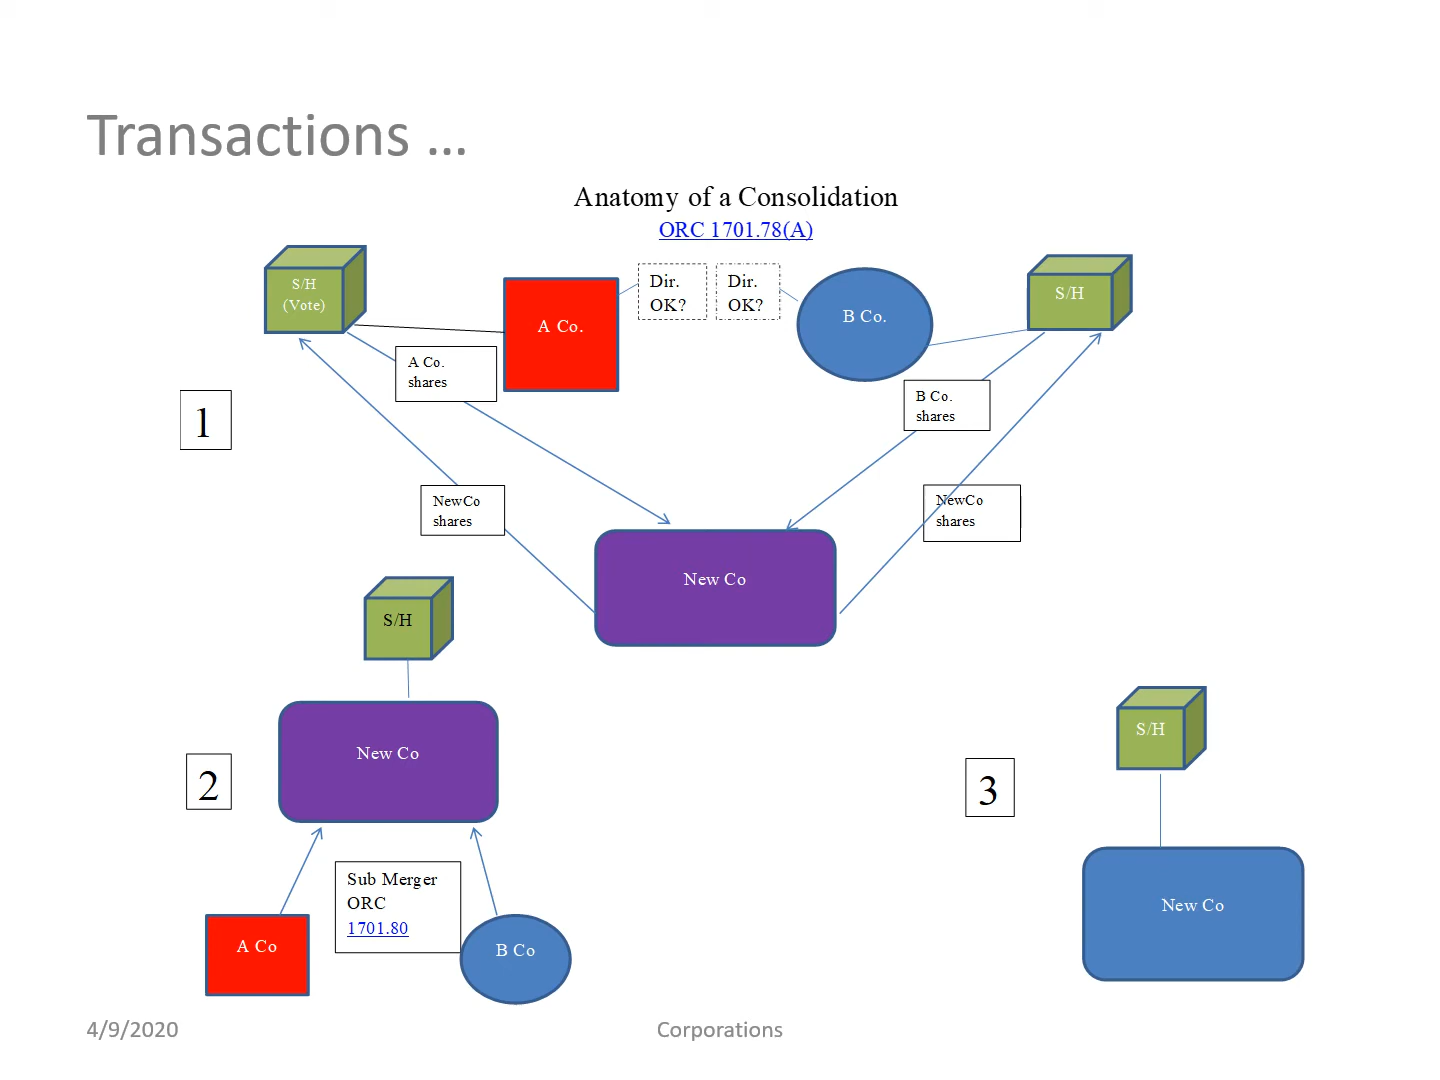 Transactions …
Anatomy of a Consolidation
ORC 1701.78(A)
S/H
(Vote)
A Co.
Dir.
OK?
Dir.
OK?
B Co.
S/H
A Co.
shares
B Co.
shares
1
NewCo
shares
NewCo
shares
New Co
S/H
New Co
2
Sub Merger
ORC
1701.80
A Co
B Co
3
S/H
New Co
4/9/2020
Corporations